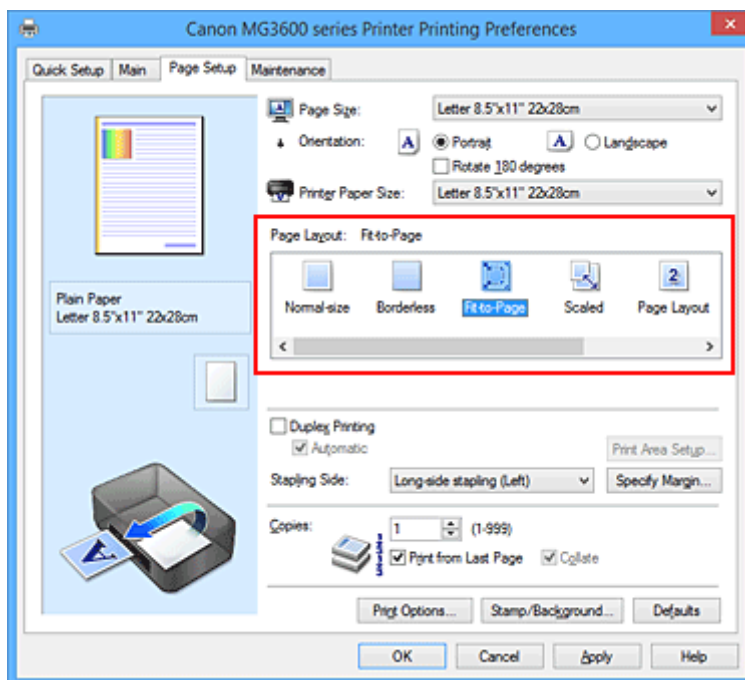 Canon MG3600 series Printer Printing Preferences
Quick Setup Main Page Setup Maintenance
Page Size: Letter 8.5"x11" 22x28cm
Orientation: A Portrait A Landscape
Rotate 180 degrees
Printer Paper Size: Letter 8.5"x11" 22x28cm
Page Layout: Fit-to-Page
Normal-size Borderless Fit-to-Page Scaled Page Layout
Plain Paper
Letter 8.5"x11" 22x28cm
Duplex Printing
Automatic
Print Area Setup...
Stapling Side: Long-side stapling (Left) Specify Margin...
Copies: 1 (1-999)
Print from Last Page Collate
Print Options... Stamp/Background... Defaults
OK Cancel Apply Help